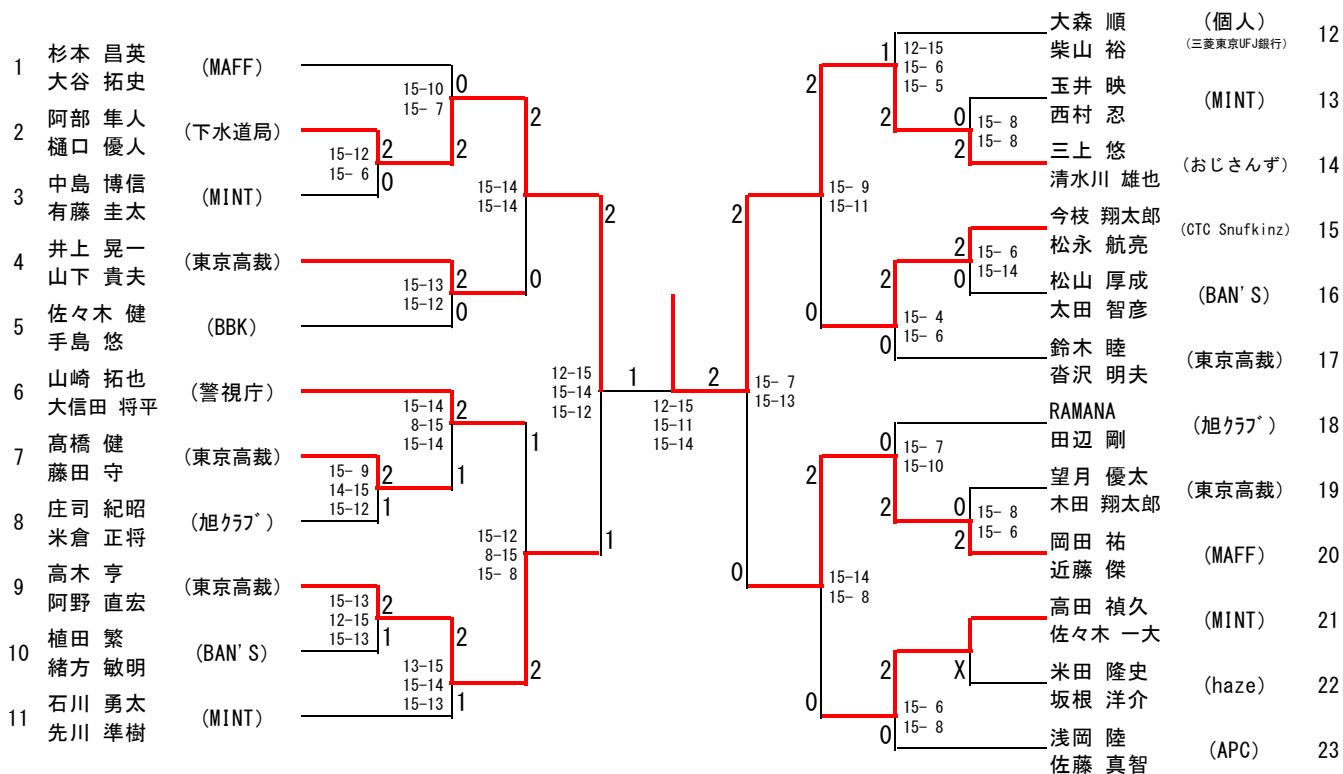 1 杉本 昌英 (MAFF)
大谷 拓史
2 阿部 隼人 (下水道局)
樋口 優人
3 中島 博信 (MINT)
有藤 圭太
4 井上 晃一 (東京高裁)
山下 貴夫
5 佐々木 健 (BBK)
手島 悠
6 山崎 拓也 (警視庁)
大信田 将平
7 髙橋 健 (東京高裁)
藤田 守
8 庄司 紀昭 (旭ｸﾗﾌﾞ)
米倉 正将
9 高木 亨 (東京高裁)
阿野 直宏
10 植田 繁 (BAN'S)
緒方 敏明
11 石川 勇太 (MINT)
先川 準樹
15-12
15- 6
2
0
15- 9
14-15
15-12
2
1
15-13
12-15
15-13
2
1
15-10
15- 7
0
2
15-13
15-12
2
0
15-14
8-15
15-14
2
1
13-15
15-14
15-13
2
1
15-14
15-14
2
0
15-12
8-15
15- 8
1
2
12-15
15-14
15-12
2
1
1
2
12-15
15-11
15-14
15- 7
15-13
2
0
15- 9
15-11
2
0
15-14
15- 8
2
0
12-15
15- 6
15- 5
1
2
15- 4
15- 6
2
0
15- 7
15-10
0
2
15- 6
15- 8
2
0
15- 8
15- 8
0
2
15- 6
15-14
2
0
15- 8
15- 6
0
2
X
大森 順 (個人) 12
柴山 裕 (三菱東京UFJ銀行)
玉井 映 (MINT) 13
西村 忍
三上 悠 (おじさんず) 14
清水川 雄也
今枝 翔太郎 (CTC Snufkinz) 15
松永 航亮
松山 厚成 (BAN'S) 16
太田 智彦
鈴木 睦 (東京高裁) 17
沓沢 明夫
RAMANA (旭ｸﾗﾌﾞ) 18
田辺 剛
望月 優太 (東京高裁) 19
木田 翔太郎
岡田 祐 (MAFF) 20
近藤 傑
高田 禎久 (MINT) 21
佐々木 一大
米田 隆史 (haze) 22
坂根 洋介
浅岡 陸 (APC) 23
佐藤 真智